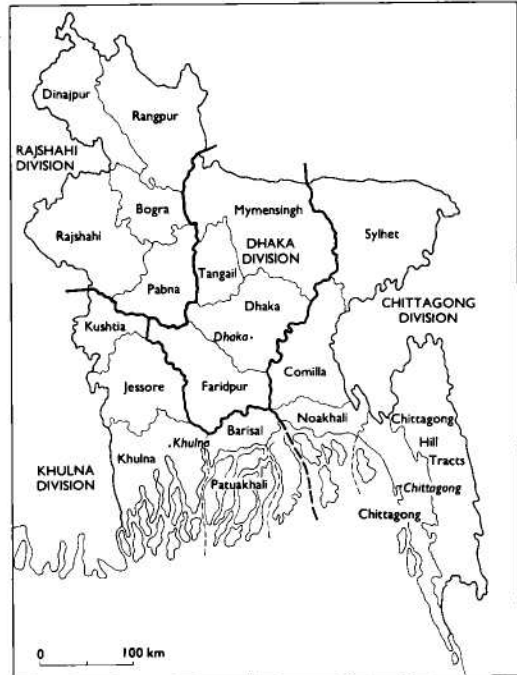 Dinajpur
Rangpur
RAJSHAHI
DIVISION
Bogra
Mymensingh
Rajshahi
Sylhet
DHAKA
DIVISION
Tangail
Pabna
Dhaka
CHITTAGONG
DIVISION
Kushtia
Dhaka
Comilla
Jessore
Faridpur
Noakhali
Chittagong
Hill
Tracts
Barisal
Khulna
Khulna
KHULNA
DIVISION
Patuakhali
Chittagong
Chittagong
0 100 km